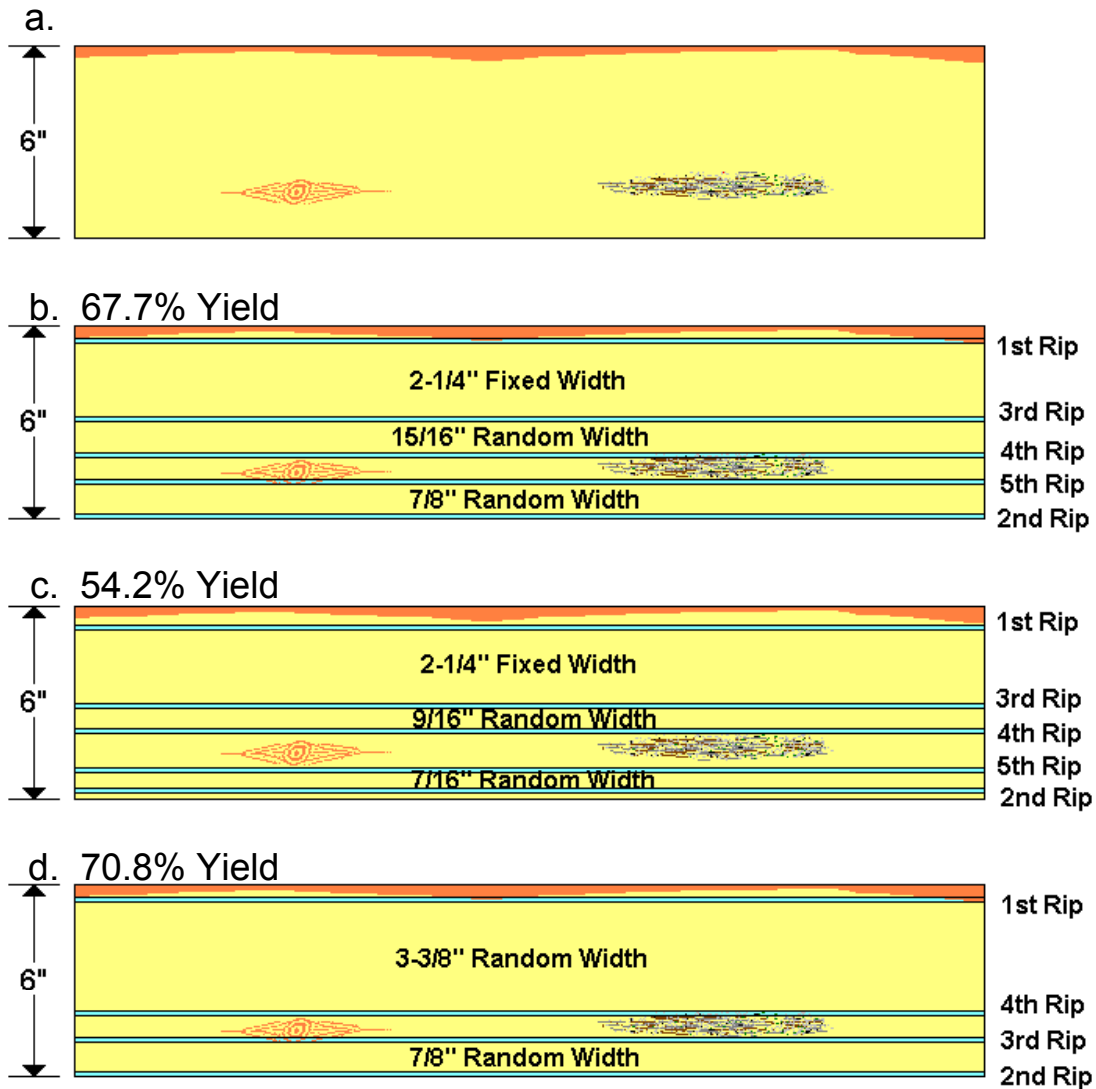 a.
6"
b. 67.7% Yield
1st Rip
2-1/4" Fixed Width
6"
3rd Rip
15/16" Random Width
4th Rip
5th Rip
7/8" Random Width
2nd Rip
c. 54.2% Yield
1st Rip
2-1/4" Fixed Width
6"
3rd Rip
9/16" Random Width
4th Rip
5th Rip
7/16" Random Width
2nd Rip
d. 70.8% Yield
1st Rip
3-3/8" Random Width
6"
4th Rip
3rd Rip
7/8" Random Width
2nd Rip